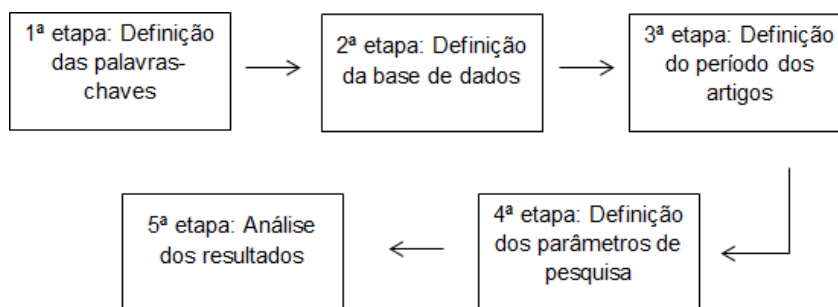 1ª etapa: Definição
das palavras-
chaves
2ª etapa: Definição
da base de dados
3ª etapa: Definição
do período dos
artigos
4ª etapa: Definição
dos parâmetros de
pesquisa
5ª etapa: Análise
dos resultados